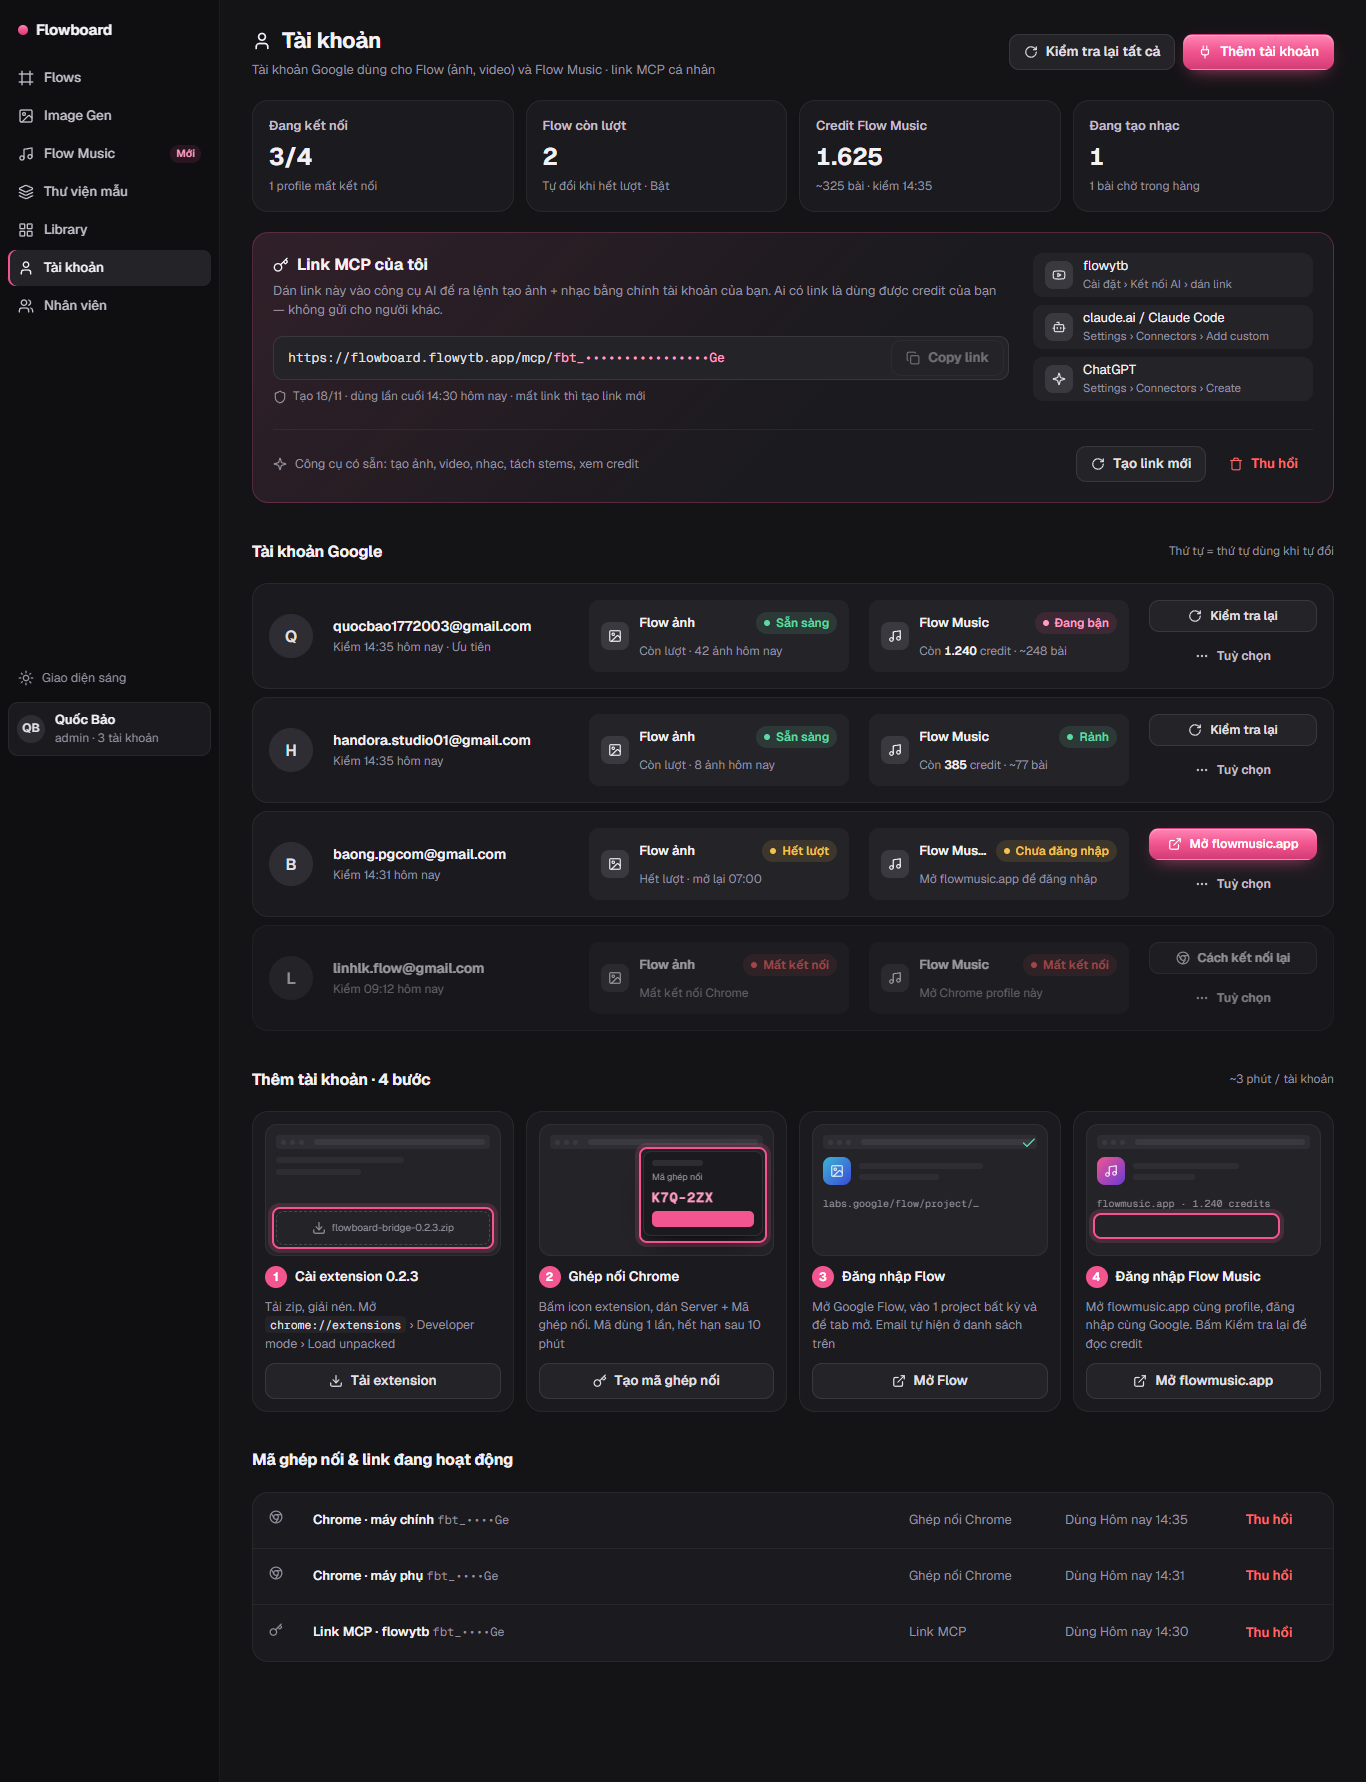 Flowboard
Flows
Image Gen
Flow Music
Mới
Thư viện mẫu
Library
Tài khoản
Nhân viên
Giao diện sáng
QB
Quốc Bảo
admin · 3 tài khoản
Tài khoản
Tài khoản Google dùng cho Flow (ảnh, video) và Flow Music · link MCP cá nhân
Kiểm tra lại tất cả
Thêm tài khoản
Đang kết nối
3/4
1 profile mất kết nối
Flow còn lượt
2
Tự đổi khi hết lượt · Bật
Credit Flow Music
1.625
~325 bài · kiểm 14:35
Đang tạo nhạc
1
1 bài chờ trong hàng
Link MCP của tôi
Dán link này vào công cụ AI để ra lệnh tạo ảnh + nhạc bằng chính tài khoản của bạn. Ai có link là dùng được credit của bạn
— không gửi cho người khác.
https://flowboard.flowytb.app/mcp/fbt_••••••••••••••••Ge
Copy link
Tạo 18/11 · dùng lần cuối 14:30 hôm nay · mất link thì tạo link mới
flowytb
Cài đặt › Kết nối AI › dán link
claude.ai / Claude Code
Settings › Connectors › Add custom
ChatGPT
Settings › Connectors › Create
Công cụ có sẵn: tạo ảnh, video, nhạc, tách stems, xem credit
Tạo link mới
Thu hồi
Tài khoản Google
Thứ tự = thứ tự dùng khi tự đổi
Q
quocbao1772003@gmail.com
Kiểm 14:35 hôm nay · Ưu tiên
Flow ảnh
Sẵn sàng
Còn lượt · 42 ảnh hôm nay
Flow Music
Đang bận
Còn 1.240 credit · ~248 bài
Kiểm tra lại
Tuỳ chọn
H
handora.studio01@gmail.com
Kiểm 14:35 hôm nay
Flow ảnh
Sẵn sàng
Còn lượt · 8 ảnh hôm nay
Flow Music
Rảnh
Còn 385 credit · ~77 bài
Kiểm tra lại
Tuỳ chọn
B
baong.pgcom@gmail.com
Kiểm 14:31 hôm nay
Flow ảnh
Hết lượt
Hết lượt · mở lại 07:00
Flow Mus...
Chưa đăng nhập
Mở flowmusic.app để đăng nhập
Mở flowmusic.app
Tuỳ chọn
L
linhlk.flow@gmail.com
Kiểm 09:12 hôm nay
Flow ảnh
Mất kết nối
Mất kết nối Chrome
Flow Music
Mất kết nối
Mở Chrome profile này
Cách kết nối lại
Tuỳ chọn
Thêm tài khoản · 4 bước
~3 phút / tài khoản
flowboard-bridge-0.2.3.zip
1 Cài extension 0.2.3
Tải zip, giải nén. Mở
chrome://extensions › Developer
mode › Load unpacked
Tải extension
Mã ghép nối
K7Q-2ZX
2 Ghép nối Chrome
Bấm icon extension, dán Server + Mã
ghép nối. Mã dùng 1 lần, hết hạn sau 10
phút
Tạo mã ghép nối
labs.google/flow/project/…
3 Đăng nhập Flow
Mở Google Flow, vào 1 project bất kỳ và
để tab mở. Email tự hiện ở danh sách
trên
Mở Flow
flowmusic.app · 1.240 credits
4 Đăng nhập Flow Music
Mở flowmusic.app cùng profile, đăng
nhập cùng Google. Bấm Kiểm tra lại để
đọc credit
Mở flowmusic.app
Mã ghép nối & link đang hoạt động
Chrome · máy chính fbt_••••Ge
Ghép nối Chrome
Dùng Hôm nay 14:35
Thu hồi
Chrome · máy phụ fbt_••••Ge
Ghép nối Chrome
Dùng Hôm nay 14:31
Thu hồi
Link MCP · flowytb fbt_••••Ge
Link MCP
Dùng Hôm nay 14:30
Thu hồi